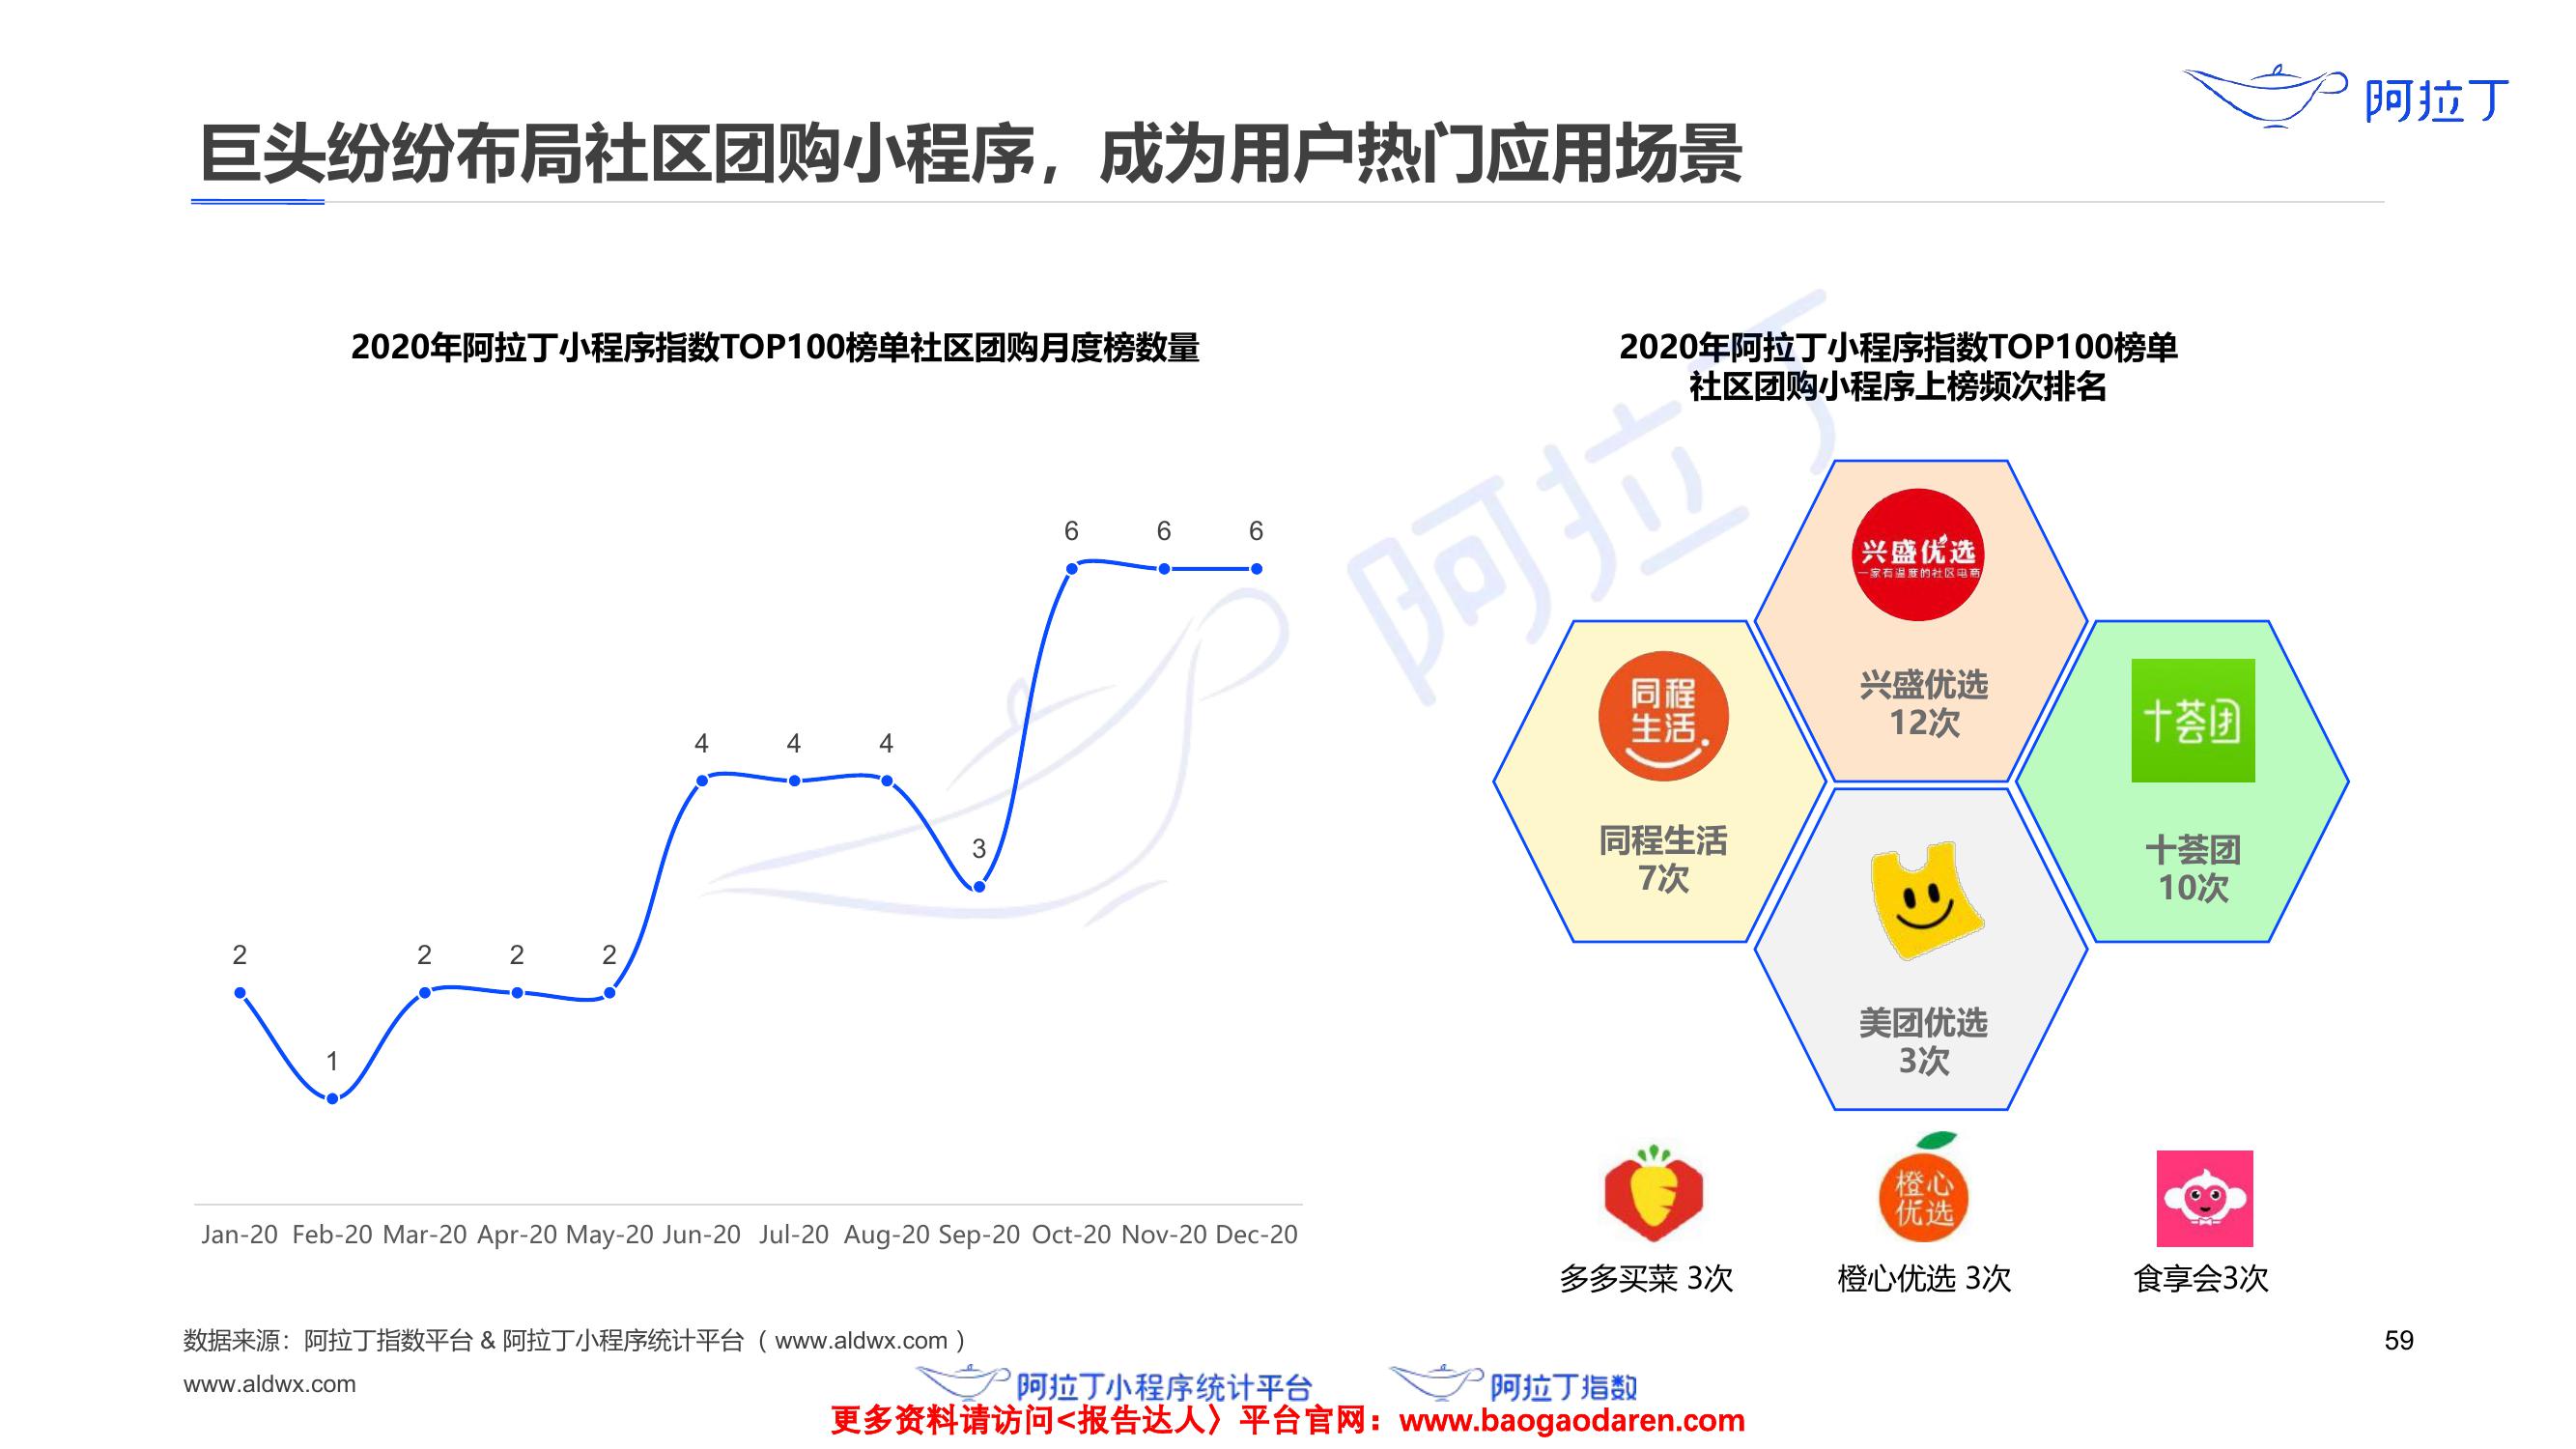 阿拉丁
巨头纷纷布局社区团购小程序，成为用户热门应用场景
2020年阿拉丁小程序指数TOP100榜单社区团购月度榜数量
6
6
6
4
4
4
3
2
2
2
2
1
Jan-20 Feb-20 Mar-20 Apr-20 May-20 Jun-20 Jul-20 Aug-20 Sep-20 Oct-20 Nov-20 Dec-20
2020年阿拉丁小程序指数TOP100榜单
社区团购小程序上榜频次排名
阿拉丁
兴盛优选
一家有温度的社区电商
兴盛优选
12次
同程
生活
同程生活
7次
十荟团
十荟团
10次
美团优选
3次
橙心
优选
多多买菜 3次
橙心优选 3次
食享会3次
数据来源：阿拉丁指数平台 & 阿拉丁小程序统计平台（ www.aldwx.com ）
59
www.aldwx.com
阿拉丁小程序统计平台
阿拉丁指数
更多资料请访问<报告达人〉平台官网：www.baogaodaren.com